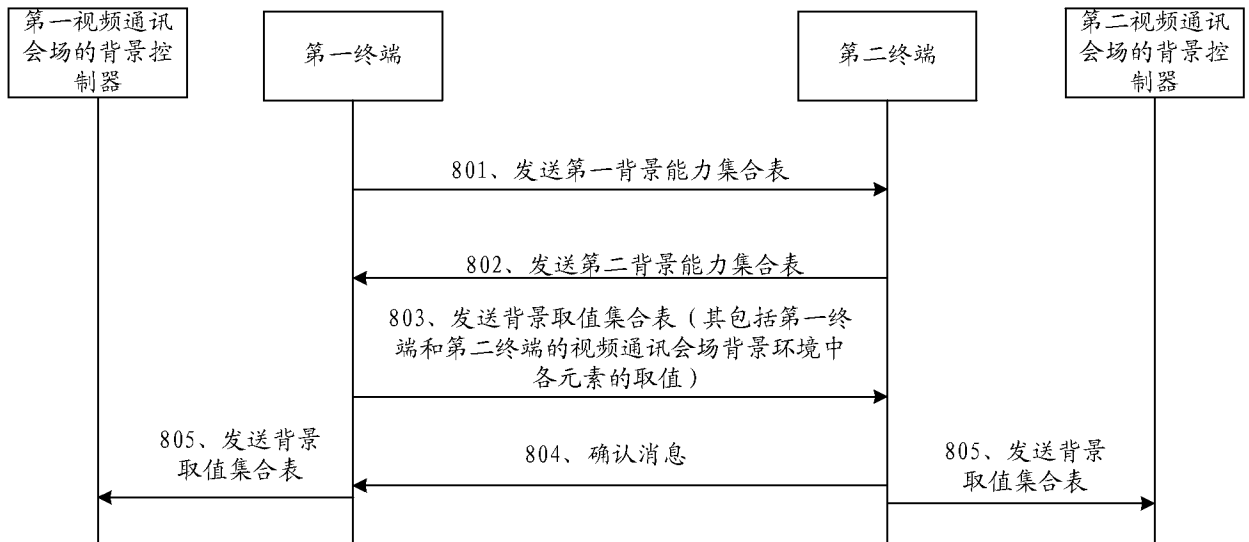 第一视频通讯
会场的背景控
制器
第一终端
第二终端
第二视频通讯
会场的背景控
制器
801、发送第一背景能力集合表
802、发送第二背景能力集合表
803、发送背景取值集合表（其包括第一终
端和第二终端的视频通讯会场背景环境中
各元素的取值）
805、发送背景
取值集合表
804、确认消息
805、发送背景
取值集合表